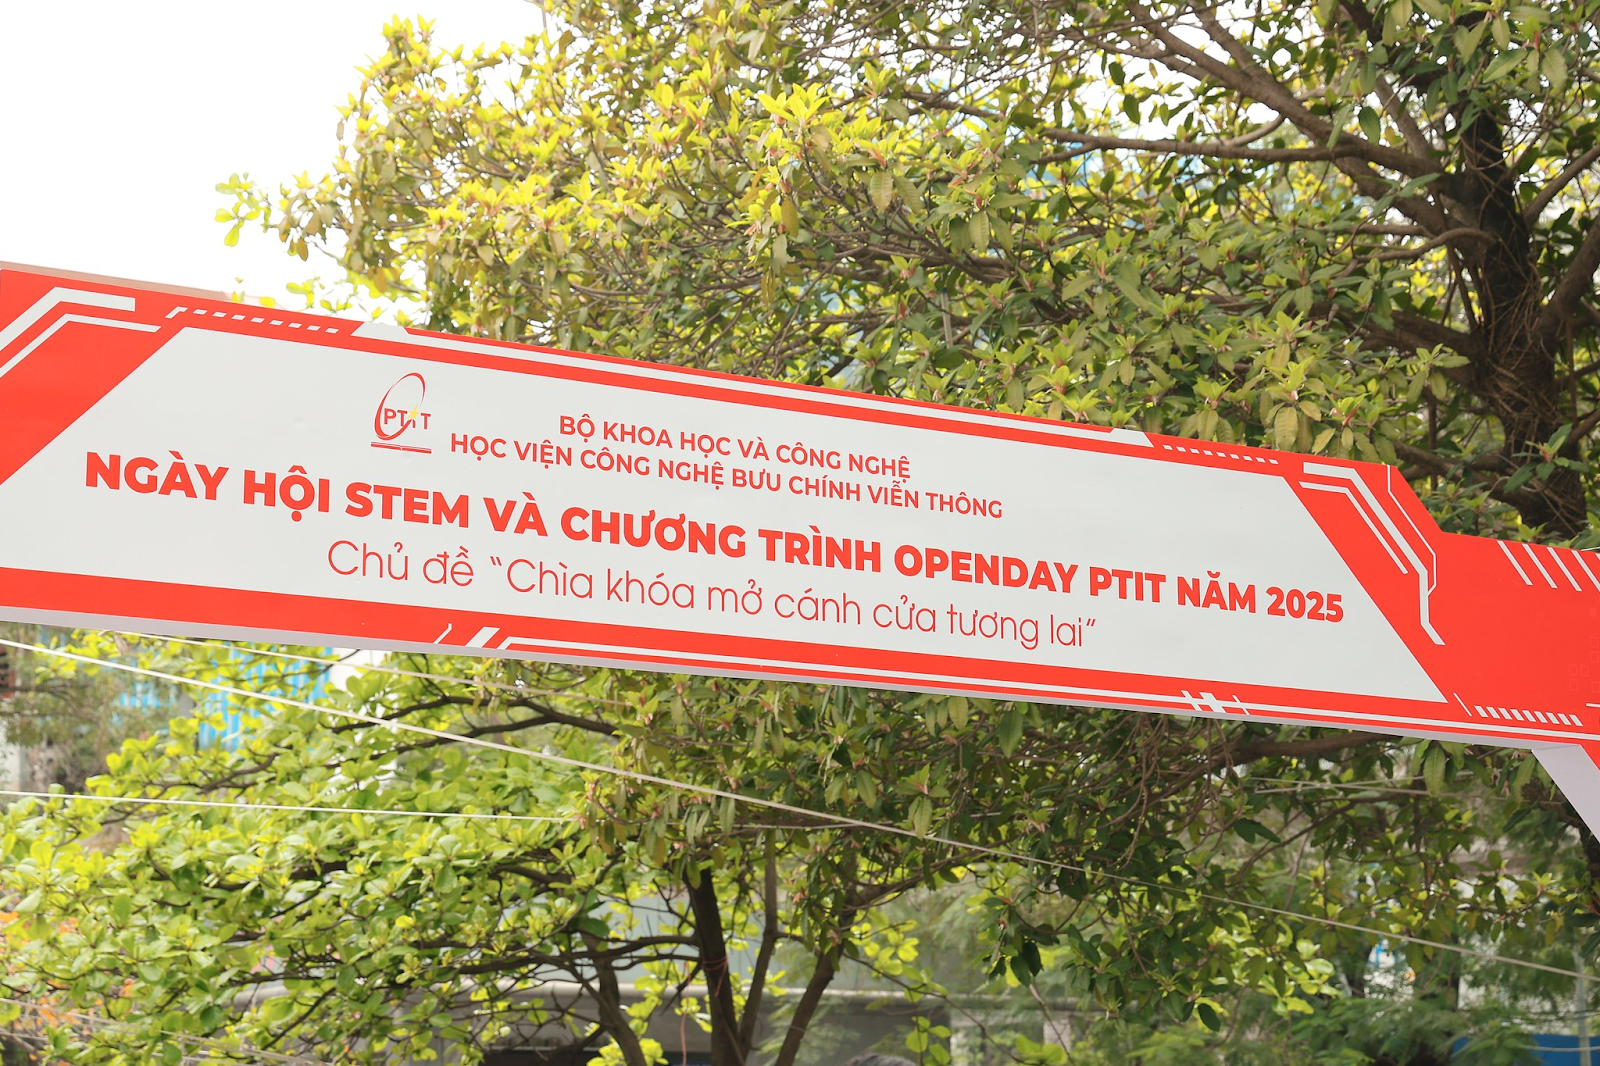 PTIT
BỘ KHOA HỌC VÀ CÔNG NGHỆ
HỌC VIỆN CÔNG NGHỆ BƯU CHÍNH VIỄN THÔNG
NGÀY HỘI STEM VÀ CHƯƠNG TRÌNH OPENDAY PTIT NĂM 2025
Chủ đề “Chìa khóa mở cánh cửa tương lai”